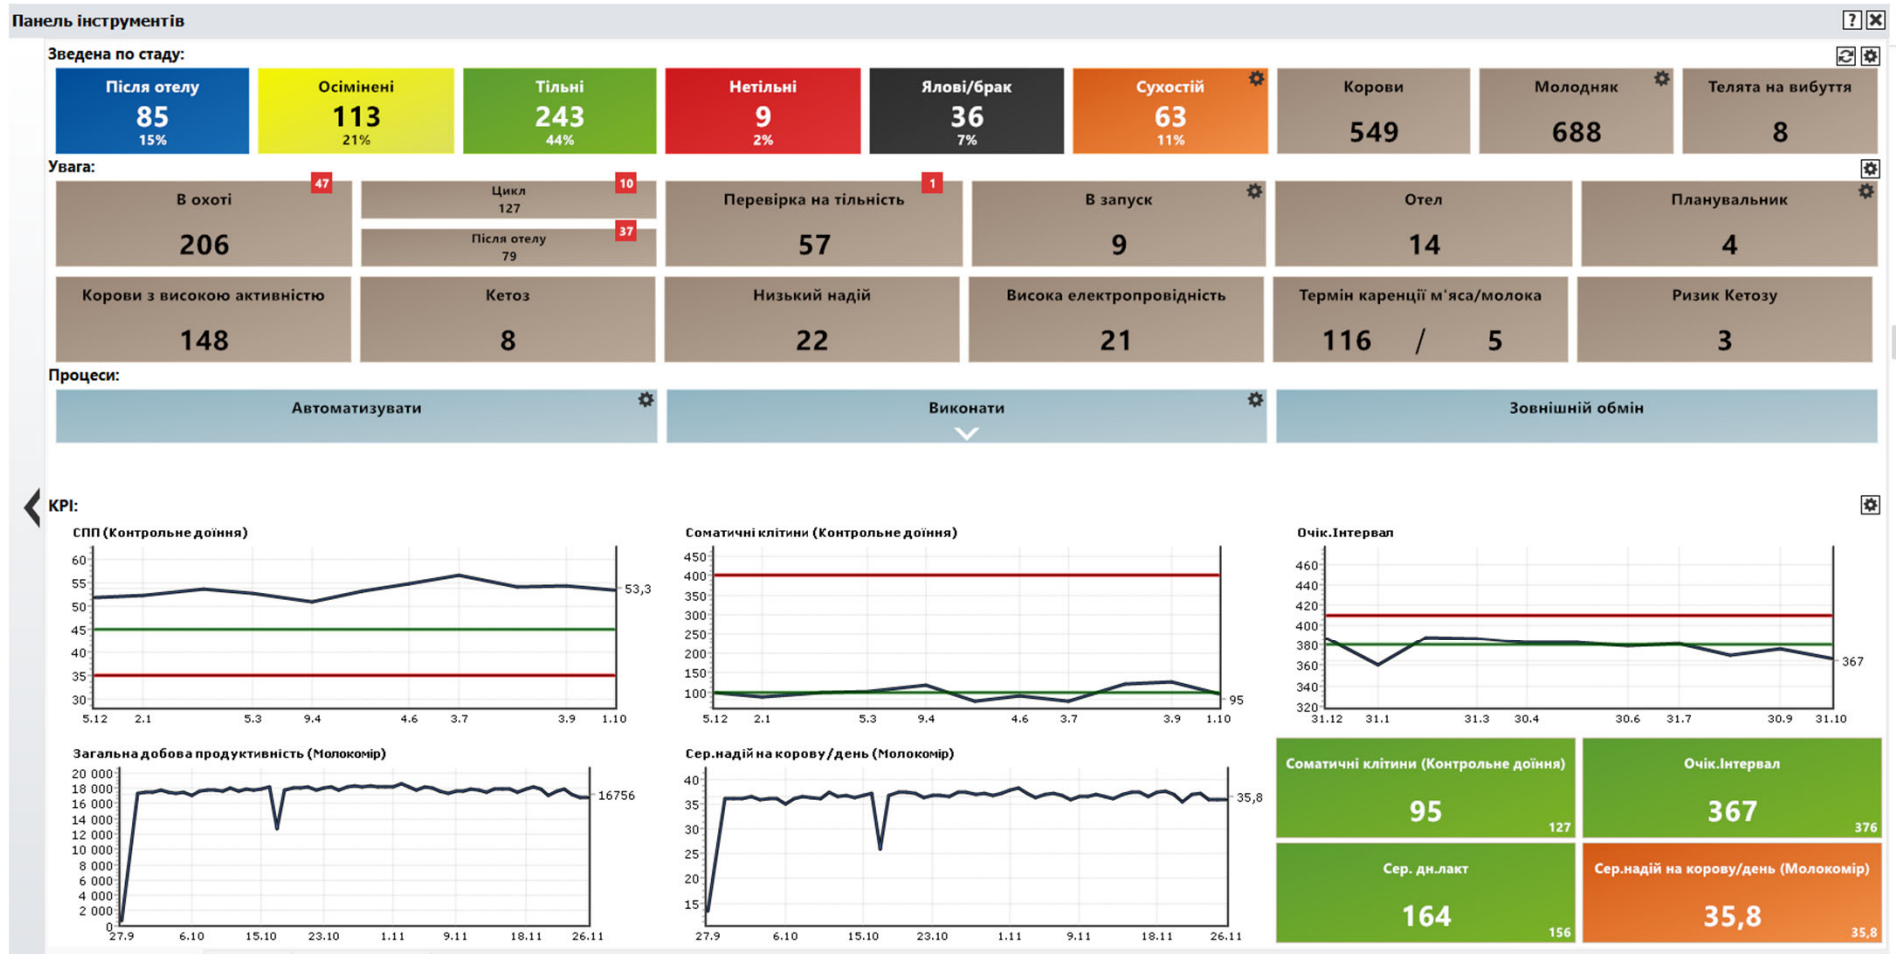 Панель інструментів
Зведена по стаду:
Після отелу
85
15%
Осімінені
113
21%
Тільні
243
44%
Нетільні
9
2%
Ялові/брак
36
7%
Сухостій
63
11%
Корови
549
Молодняк
688
Телята на вибуття
8
Увага:
В охоті
47
206
Цикл
10
127
Після отелу
37
79
Перевірка на тільність
1
57
В запуск
9
Отел
14
Планувальник
4
Корови з високою активністю
148
Кетоз
8
Низький надій
22
Висока електропровідність
21
Термін каренції м'яса/молока
116 / 5
Ризик Кетозу
3
Процеси:
Автоматизувати
Виконати
Зовнішній обмін
KPI:
СПП (Контрольне доїння)
60
55
50
45
40
35
30
53,3
5.12 2.1 5.3 9.4 4.6 3.7 3.9 1.10
Соматичні клітини (Контрольне доїння)
450
400
350
300
250
200
150
100
95
5.12 2.1 5.3 9.4 4.6 3.7 3.9 1.10
Очік.Інтервал
460
440
420
400
380
360
340
320
367
31.12 31.1 31.3 30.4 30.6 31.7 30.9 31.10
Загальна добова продуктивність (Молокомір)
20 000
18 000
16 000
14 000
12 000
10 000
8 000
6 000
4 000
2 000
0
16756
27.9 6.10 15.10 23.10 1.11 9.11 18.11 26.11
Сер.надій на корову/день (Молокомір)
40
35
30
25
20
15
35,8
27.9 6.10 15.10 23.10 1.11 9.11 18.11 26.11
Соматичні клітини (Контрольне доїння)
95
127
Очік.Інтервал
367
376
Сер. дн.лакт
164
156
Сер.надій на корову/день (Молокомір)
35,8
35,8